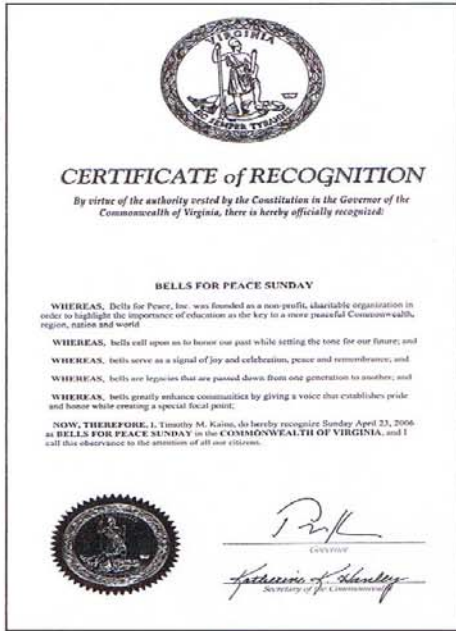 VIRGINIA
SIC SEMPER TYRANNIS
CERTIFICATE of RECOGNITION
By virtue of the authority vested by the Constitution in the Governor of the
Commonwealth of Virginia, there is hereby officially recognized:
BELLS FOR PEACE SUNDAY
WHEREAS, Bells for Peace, Inc. was founded as a non-profit, charitable organization in
order to highlight the importance of education as the key to a more peaceful Commonwealth,
region, nation and world
WHEREAS, bells call upon us to honor our past while setting the tone for our future; and
WHEREAS, bells serve as a signal of joy and celebration, peace and remembrance; and
WHEREAS, bells are legacies that are passed down from one generation to another; and
WHEREAS, bells greatly enhance communities by giving a voice that establishes pride
and honor while creating a special focal point;
NOW, THEREFORE, I, Timothy M. Kaine, do hereby recognize Sunday April 23, 2006
as BELLS FOR PEACE SUNDAY in the COMMONWEALTH OF VIRGINIA, and I
call this observance to the attention of all our citizens.
Governor
Katherine K. Hanley
Secretary of the Commonwealth